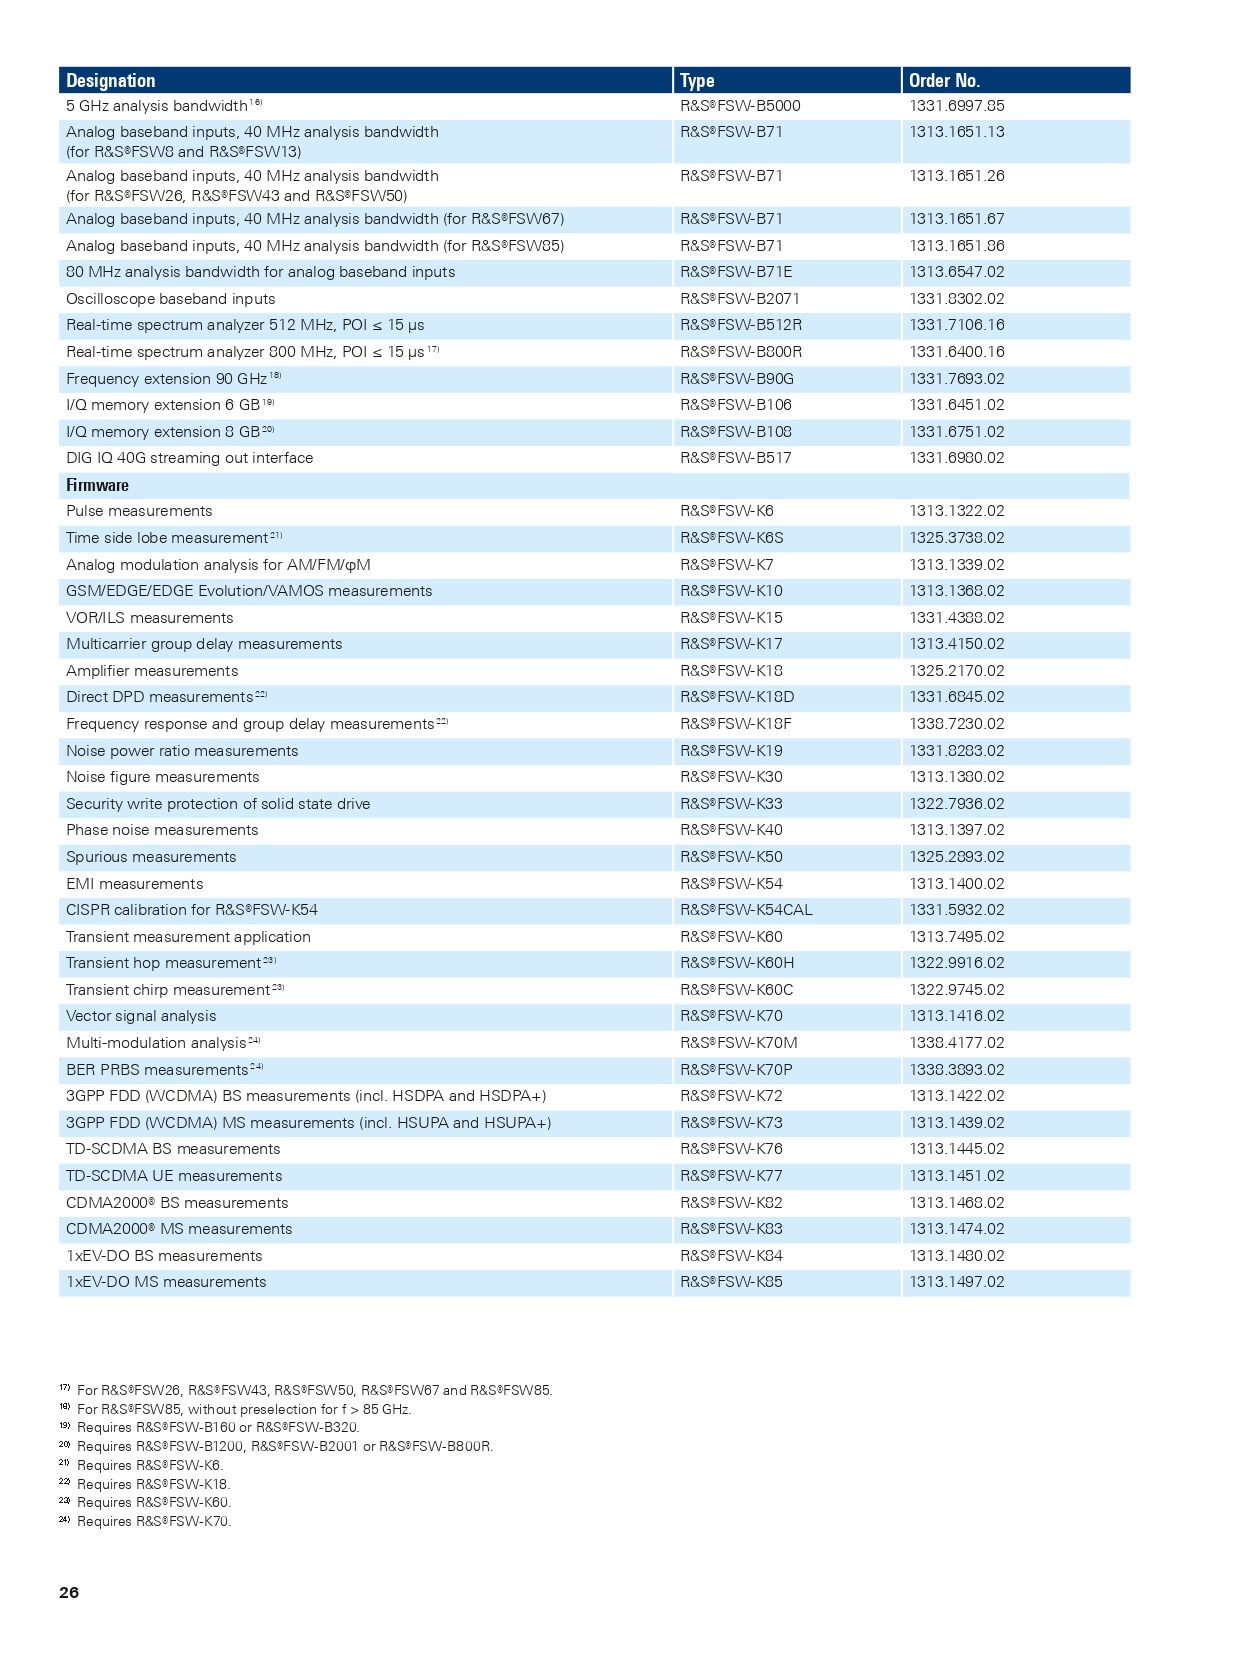 Designation Type Order No.
5 GHz analysis bandwidth 16) R&S®FSW-B5000 1331.6997.85
Analog baseband inputs, 40 MHz analysis bandwidth R&S®FSW-B71 1313.1651.13
(for R&S®FSW8 and R&S®FSW13)
Analog baseband inputs, 40 MHz analysis bandwidth R&S®FSW-B71 1313.1651.26
(for R&S®FSW26, R&S®FSW43 and R&S®FSW50)
Analog baseband inputs, 40 MHz analysis bandwidth (for R&S®FSW67) R&S®FSW-B71 1313.1651.67
Analog baseband inputs, 40 MHz analysis bandwidth (for R&S®FSW85) R&S®FSW-B71 1313.1651.86
80 MHz analysis bandwidth for analog baseband inputs R&S®FSW-B71E 1313.6547.02
Oscilloscope baseband inputs R&S®FSW-B2071 1331.8302.02
Real-time spectrum analyzer 512 MHz, POI ≤ 15 µs R&S®FSW-B512R 1331.7106.16
Real-time spectrum analyzer 800 MHz, POI ≤ 15 µs 17) R&S®FSW-B800R 1331.6400.16
Frequency extension 90 GHz 18) R&S®FSW-B90G 1331.7693.02
I/Q memory extension 6 GB 19) R&S®FSW-B106 1331.6451.02
I/Q memory extension 8 GB 20) R&S®FSW-B108 1331.6751.02
DIG IQ 40G streaming out interface R&S®FSW-B517 1331.6980.02
Firmware
Pulse measurements R&S®FSW-K6 1313.1322.02
Time side lobe measurement 21) R&S®FSW-K6S 1325.3738.02
Analog modulation analysis for AM/FM/φM R&S®FSW-K7 1313.1339.02
GSM/EDGE/EDGE Evolution/VAMOS measurements R&S®FSW-K10 1313.1368.02
VOR/ILS measurements R&S®FSW-K15 1331.4388.02
Multicarrier group delay measurements R&S®FSW-K17 1313.4150.02
Amplifier measurements R&S®FSW-K18 1325.2170.02
Direct DPD measurements 22) R&S®FSW-K18D 1331.6845.02
Frequency response and group delay measurements 22) R&S®FSW-K18F 1338.7230.02
Noise power ratio measurements R&S®FSW-K19 1331.8283.02
Noise figure measurements R&S®FSW-K30 1313.1380.02
Security write protection of solid state drive R&S®FSW-K33 1322.7936.02
Phase noise measurements R&S®FSW-K40 1313.1397.02
Spurious measurements R&S®FSW-K50 1325.2893.02
EMI measurements R&S®FSW-K54 1313.1400.02
CISPR calibration for R&S®FSW-K54 R&S®FSW-K54CAL 1331.5932.02
Transient measurement application R&S®FSW-K60 1313.7495.02
Transient hop measurement 23) R&S®FSW-K60H 1322.9916.02
Transient chirp measurement 23) R&S®FSW-K60C 1322.9745.02
Vector signal analysis R&S®FSW-K70 1313.1416.02
Multi-modulation analysis 24) R&S®FSW-K70M 1338.4177.02
BER PRBS measurements 24) R&S®FSW-K70P 1338.3893.02
3GPP FDD (WCDMA) BS measurements (incl. HSDPA and HSDPA+) R&S®FSW-K72 1313.1422.02
3GPP FDD (WCDMA) MS measurements (incl. HSUPA and HSUPA+) R&S®FSW-K73 1313.1439.02
TD-SCDMA BS measurements R&S®FSW-K76 1313.1445.02
TD-SCDMA UE measurements R&S®FSW-K77 1313.1451.02
CDMA2000® BS measurements R&S®FSW-K82 1313.1468.02
CDMA2000® MS measurements R&S®FSW-K83 1313.1474.02
1xEV-DO BS measurements R&S®FSW-K84 1313.1480.02
1xEV-DO MS measurements R&S®FSW-K85 1313.1497.02
17) For R&S®FSW26, R&S®FSW43, R&S®FSW50, R&S®FSW67 and R&S®FSW85.
18) For R&S®FSW85, without preselection for f > 85 GHz.
19) Requires R&S®FSW-B160 or R&S®FSW-B320.
20) Requires R&S®FSW-B1200, R&S®FSW-B2001 or R&S®FSW-B800R.
21) Requires R&S®FSW-K6.
22) Requires R&S®FSW-K18.
23) Requires R&S®FSW-K60.
24) Requires R&S®FSW-K70.
26